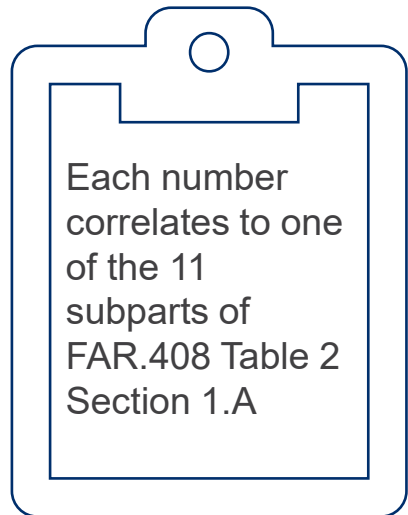 Each number
correlates to one
of the 11
subparts of
FAR.408 Table 2
Section 1.A